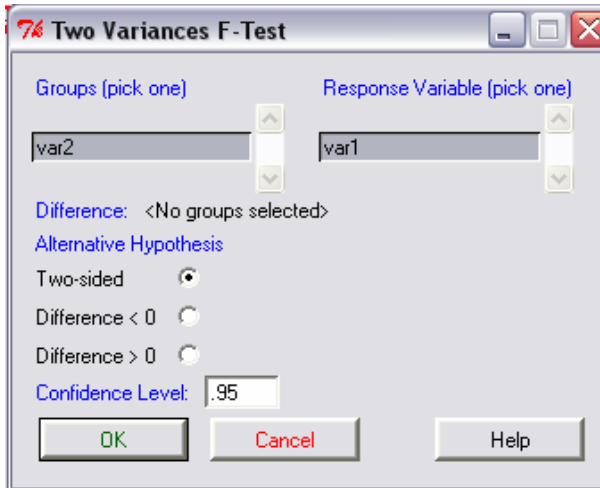 Two Variances F-Test
Groups (pick one) Response Variable (pick one)
var2 var1
Difference: <No groups selected>
Alternative Hypothesis
Two-sided
Difference < 0
Difference > 0
Confidence Level: .95
OK Cancel Help